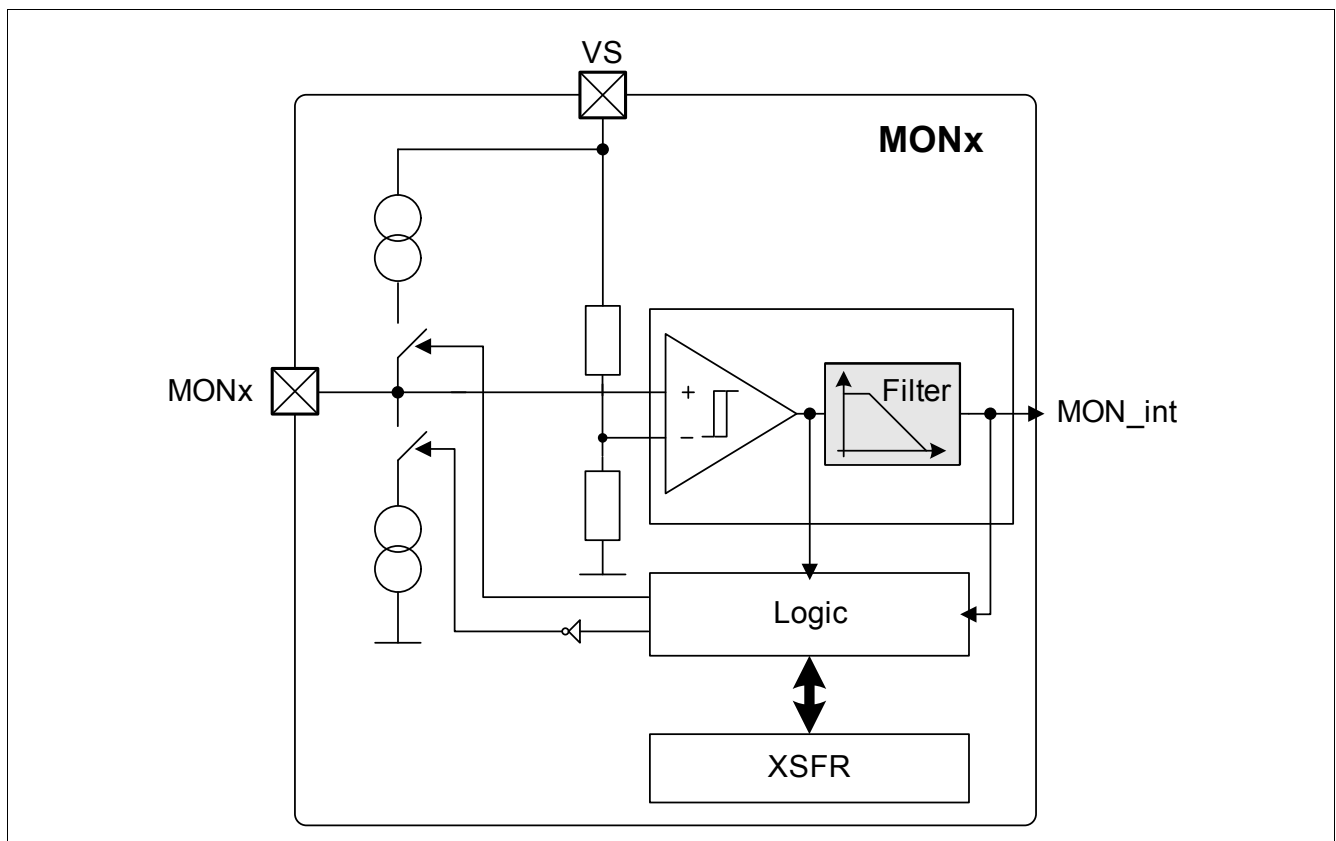 VS
MONx
MONx
+
Filter
MON_int
−
Logic
XSFR